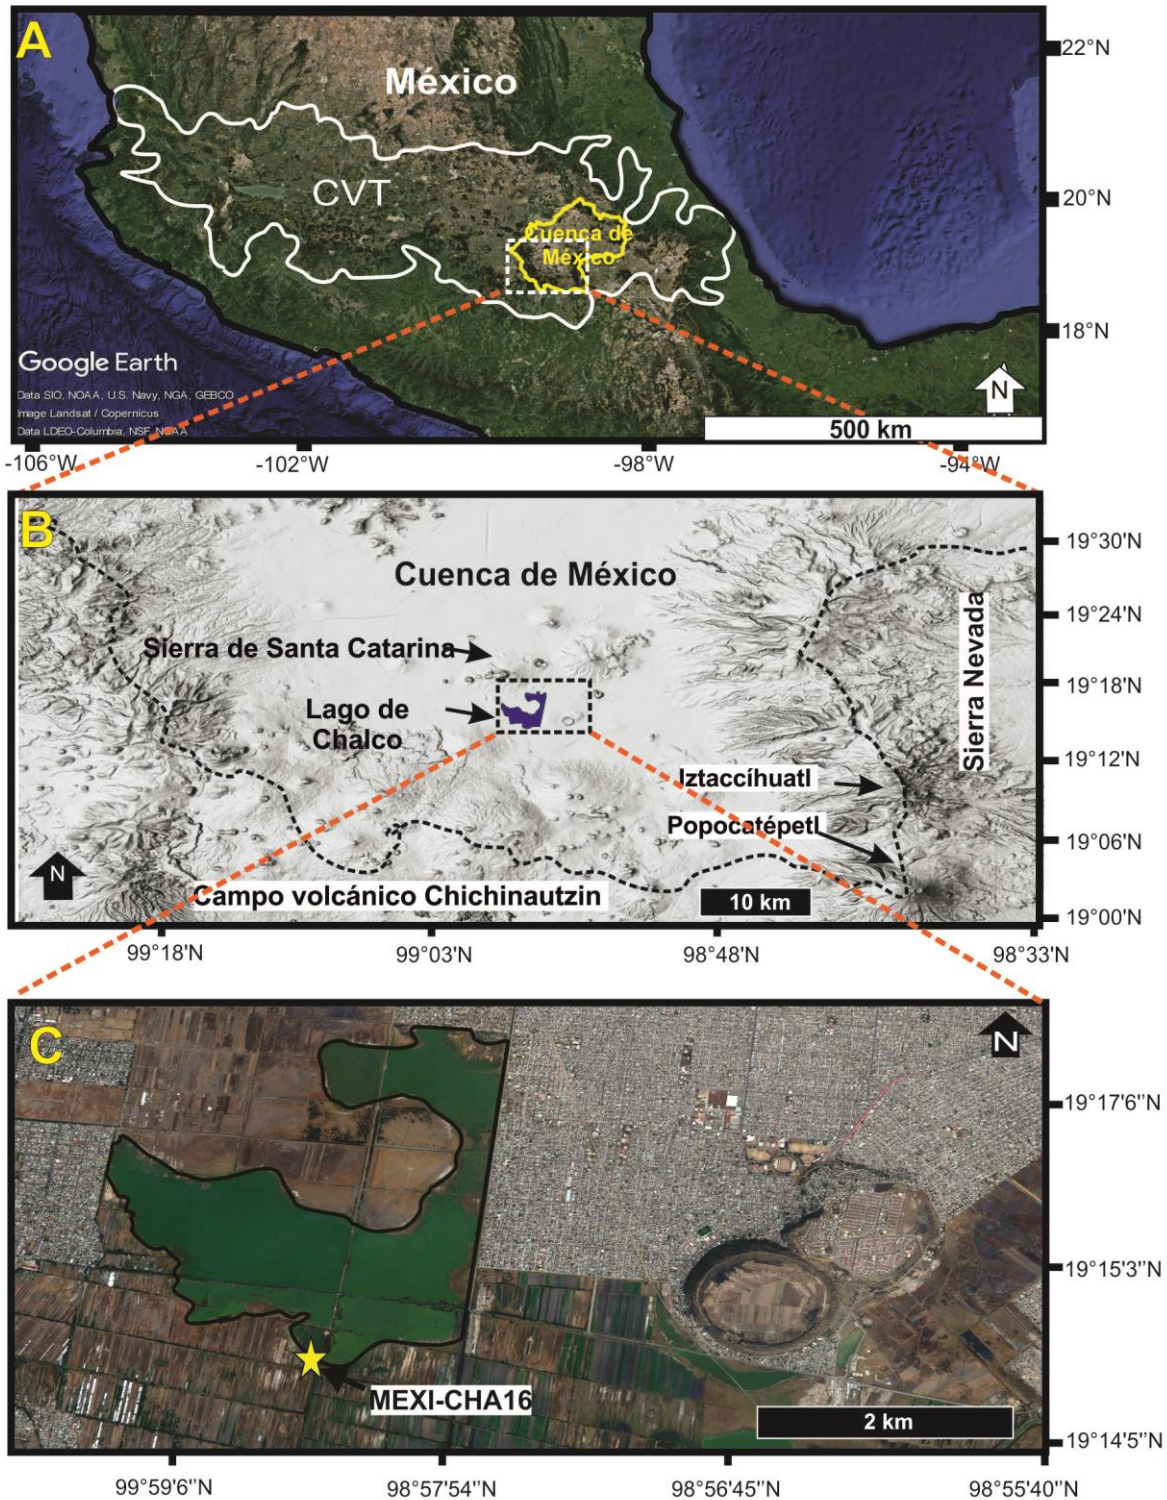 A
México
22°N
CVT
20°N
Cuenca de
México
18°N
Google Earth
Data SIO, NOAA, U.S. Navy, NGA, GEBCO
Image Landsat / Copernicus
Data LDEO-Columbia, NSF, NOAA
N
500 km
-106°W
-102°W
-98°W
-94°W
B
Cuenca de México
19°30'N
19°24'N
Sierra de Santa Catarina
Sierra Nevada
19°18'N
Lago de
Chalco
19°12'N
Iztaccíhuatl
Popocatépetl
19°06'N
N
Campo volcánico Chichinautzin
10 km
19°00'N
99°18'N
99°03'N
98°48'N
98°33'N
C
N
19°17'6"N
19°15'3"N
MEXI-CHA16
2 km
19°14'5"N
99°59'6"N
98°57'54"N
98°56'45"N
98°55'40"N